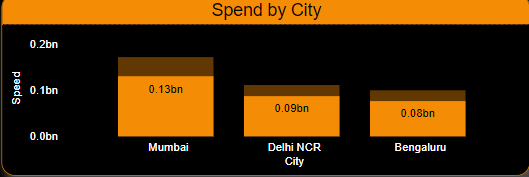 Spend by City
0.2bn
0.1bn
0.0bn
Speed
0.13bn
0.09bn
0.08bn
Mumbai
Delhi NCR
Bengaluru
City